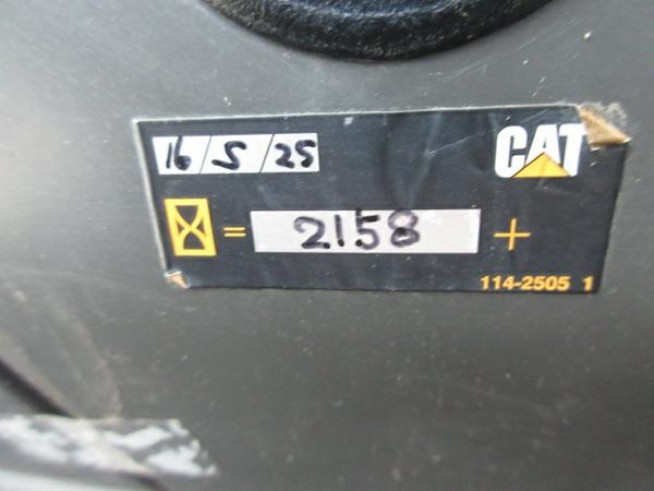 16/5/25
CAT
= 2158 +
114-2505 1